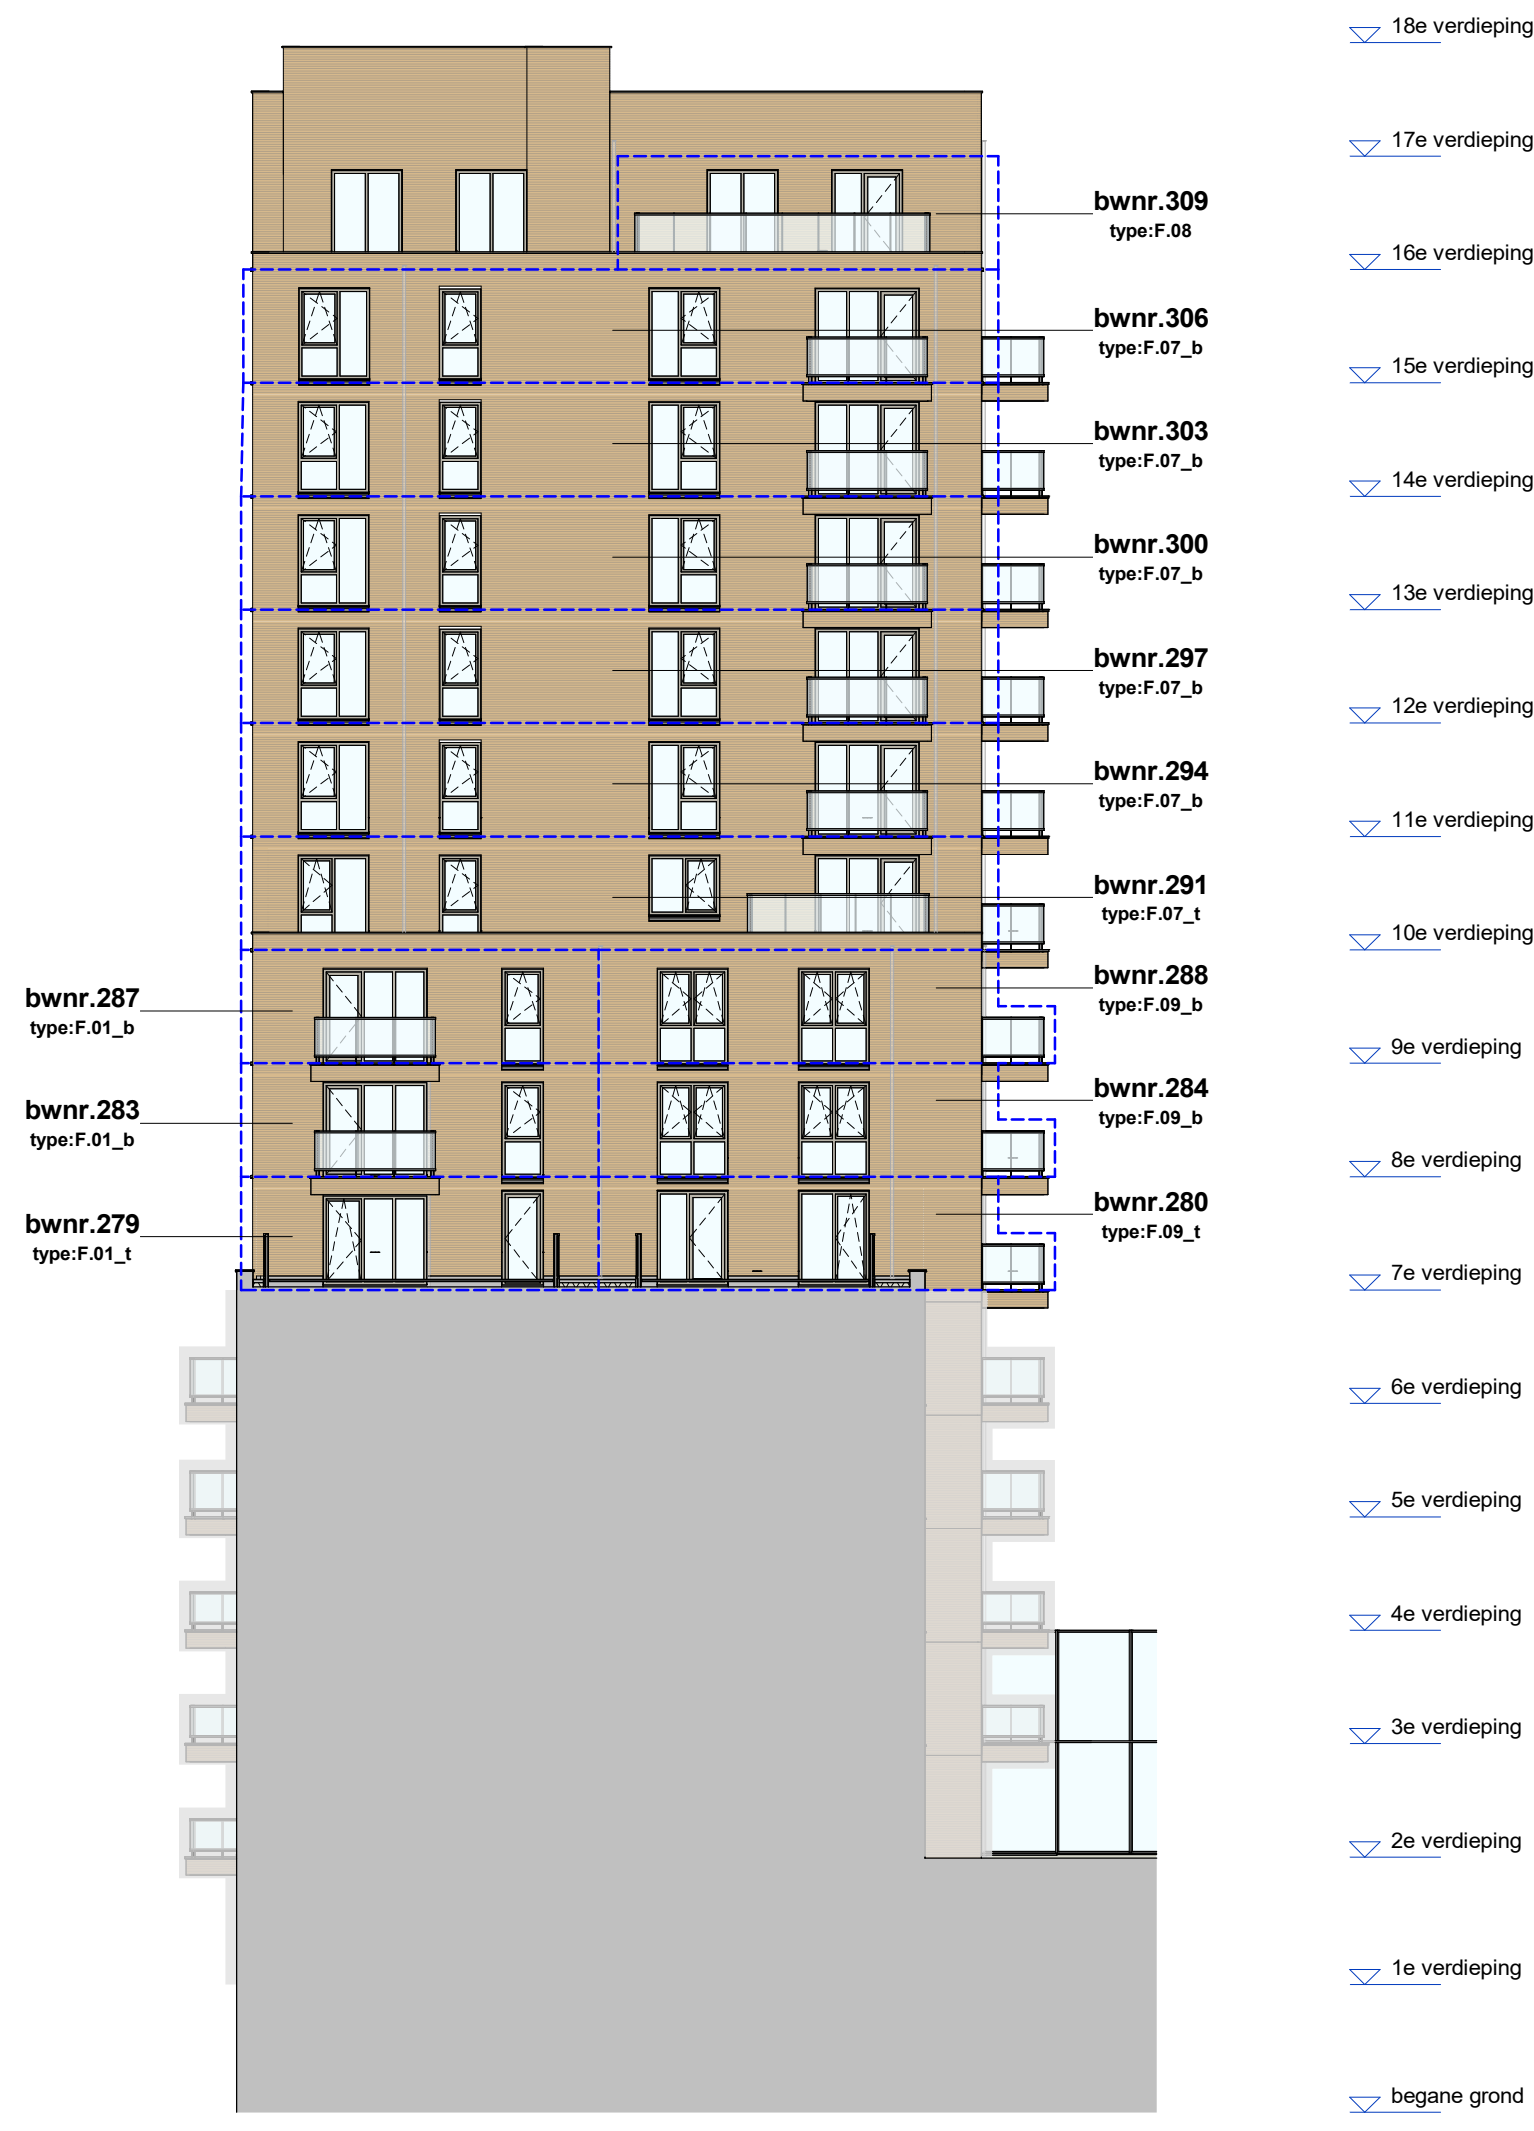 18e verdieping
17e verdieping
bwnr.309
type:F.08
16e verdieping
bwnr.306
type:F.07_b
15e verdieping
bwnr.303
type:F.07_b
14e verdieping
bwnr.300
type:F.07_b
13e verdieping
bwnr.297
type:F.07_b
12e verdieping
bwnr.294
type:F.07_b
11e verdieping
bwnr.291
type:F.07_t
10e verdieping
bwnr.287
type:F.01_b
bwnr.288
type:F.09_b
9e verdieping
bwnr.283
type:F.01_b
bwnr.284
type:F.09_b
8e verdieping
bwnr.279
type:F.01_t
bwnr.280
type:F.09_t
7e verdieping
6e verdieping
5e verdieping
4e verdieping
3e verdieping
2e verdieping
1e verdieping
begane grond